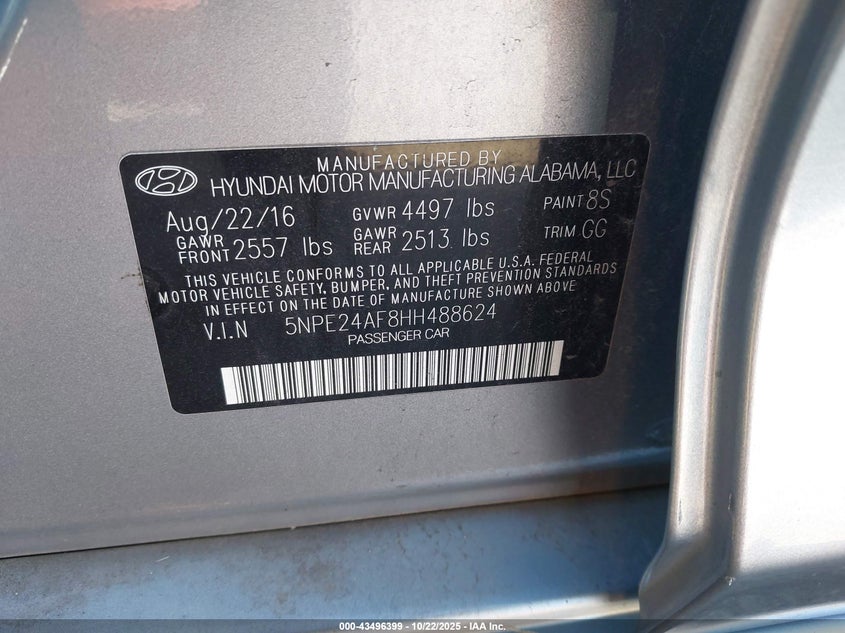 MANUFACTURED BY
HYUNDAI MOTOR MANUFACTURING ALABAMA, LLC
Aug/22/16 GVWR 4497 lbs PAINT 8S
GAWR FRONT 2557 lbs GAWR REAR 2513 lbs TRIM GG
THIS VEHICLE CONFORMS TO ALL APPLICABLE U.S.A. FEDERAL
MOTOR VEHICLE SAFETY, BUMPER, AND THEFT PREVENTION STANDARDS
IN EFFECT ON THE DATE OF MANUFACTURE SHOWN ABOVE.
V.I.N 5NPE24AF8HH488624
PASSENGER CAR
000-43496399 - 10/22/2025 - IAA Inc.